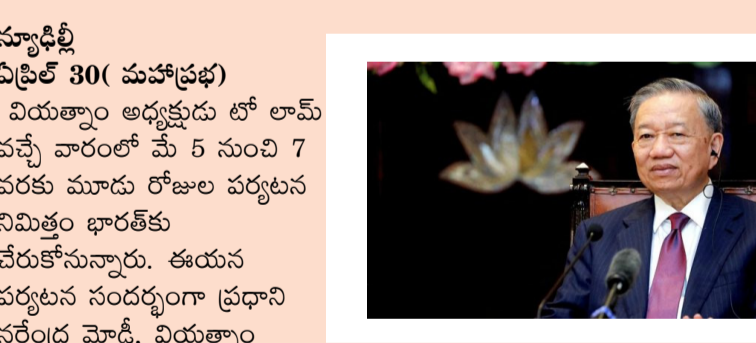 న్యూఢిల్లీ
ఏప్రిల్ 30( మహాప్రభ)
వియత్నాం అధ్యక్షుడు టో లామ్
వచ్చే వారంలో మే 5 నుంచి 7
వరకు మూడు రోజుల పర్యటన
నిమిత్తం భారత్‌కు
చేరుకోనున్నారు. ఈయన
పర్యటన సందర్భంగా ప్రధాని
నరేంద్ర మోడీ, వియత్నాం